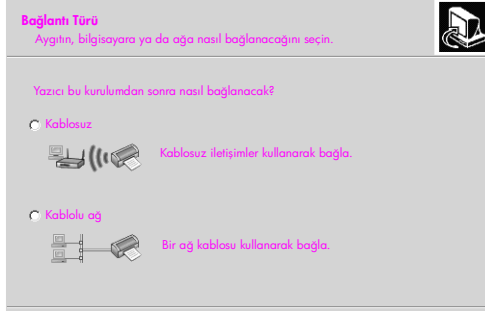 Bağlantı Türü
Aygıtın, bilgisayara ya da ağa nasıl bağlanacağını seçin.
Yazıcı bu kurulumdan sonra nasıl bağlanacak?
Kablosuz
Kablosuz iletişimler kullanarak bağla.
Kablolu ağ
Bir ağ kablosu kullanarak bağla.